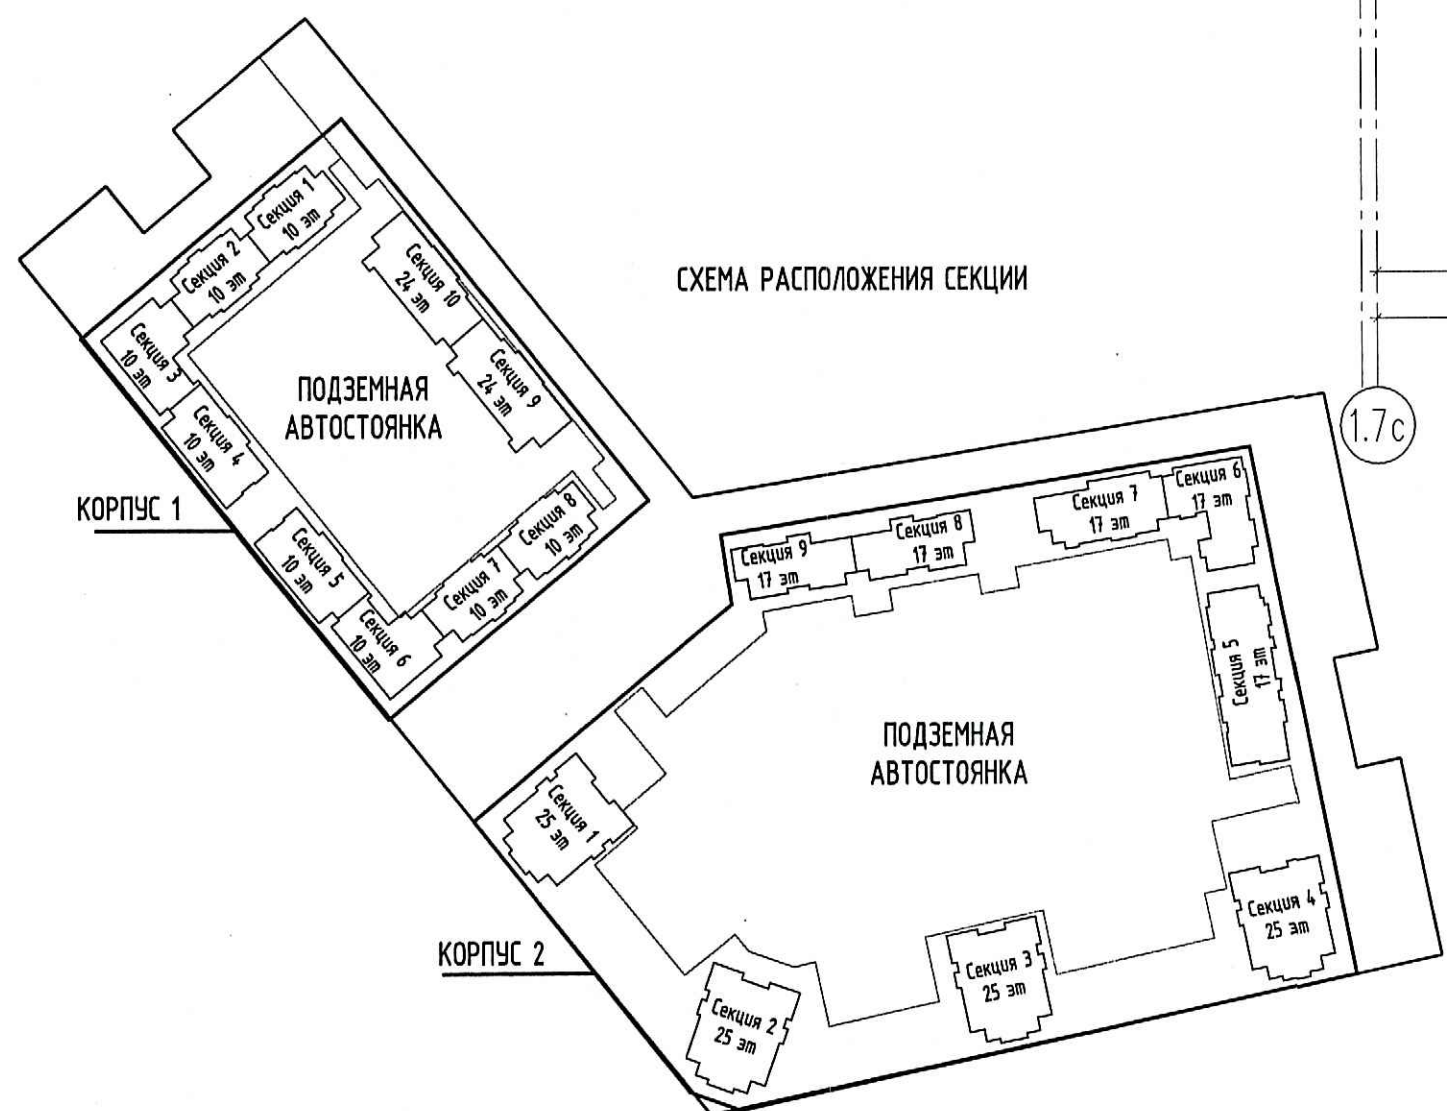 СХЕМА РАСПОЛОЖЕНИЯ СЕКЦИИ
1.7с
Секция 1
10 эт
Секция 2
10 эт
Секция 3
10 эт
Секция 4
10 эт
Секция 5
10 эт
Секция 6
10 эт
Секция 7
10 эт
Секция 8
10 эт
Секция 9
24 эт
Секция 10
24 эт
ПОДЗЕМНАЯ
АВТОСТОЯНКА
КОРПУС 1
Секция 9
17 эт
Секция 8
17 эт
Секция 7
17 эт
Секция 6
17 эт
Секция 5
17 эт
ПОДЗЕМНАЯ
АВТОСТОЯНКА
Секция 1
25 эт
Секция 4
25 эт
Секция 3
25 эт
Секция 2
25 эт
КОРПУС 2